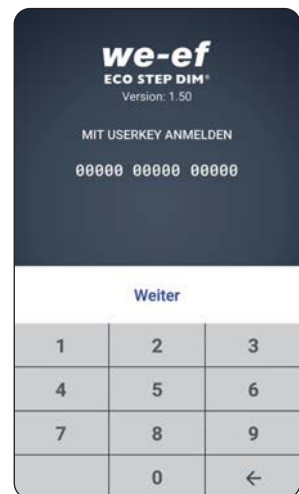 we-ef
ECO STEP DIM®
Version: 1.50
MIT USERKEY ANMELDEN
00000 00000 00000
Weiter
1 2 3
4 5 6
7 8 9
0 ←